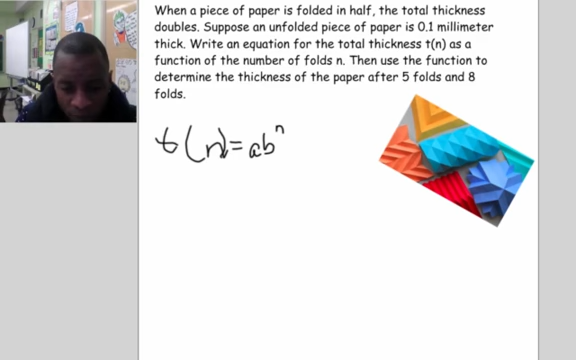 When a piece of paper is folded in half, the total thickness
doubles. Suppose an unfolded piece of paper is 0.1 millimeter
thick. Write an equation for the total thickness t(n) as a
function of the number of folds n. Then use the function to
determine the thickness of the paper after 5 folds and 8
folds.
t(n)=abⁿ